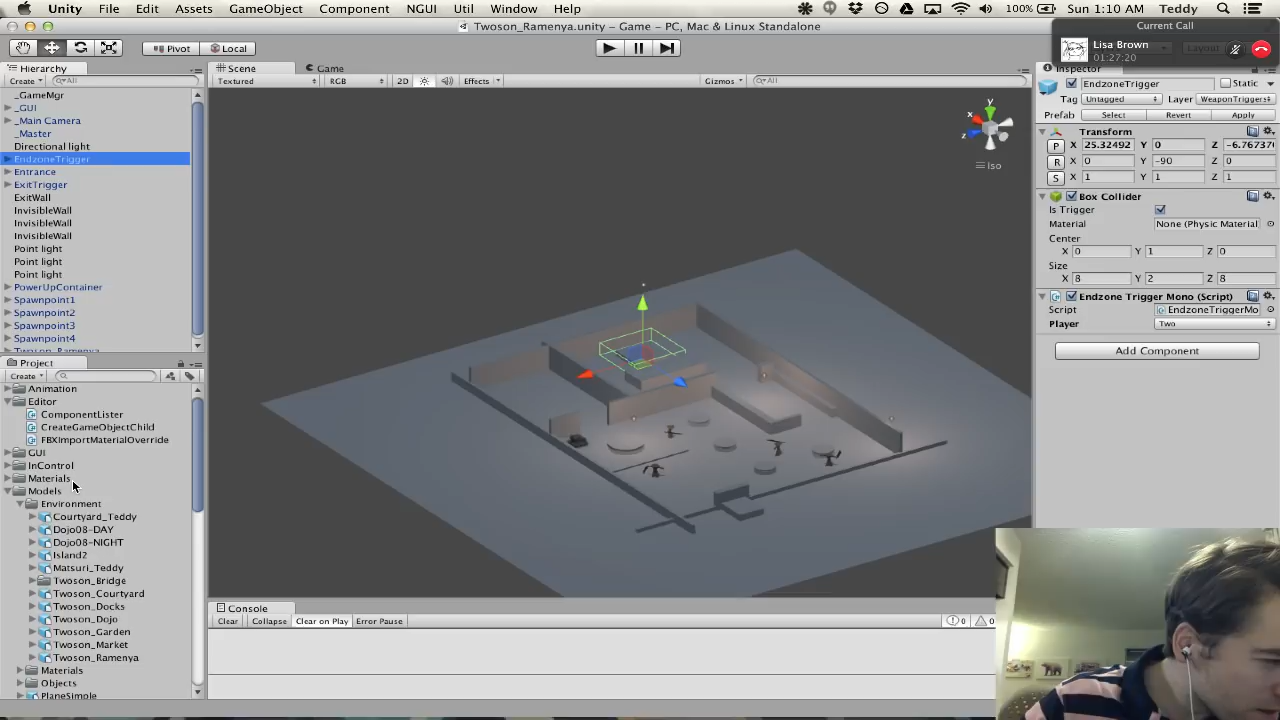 Unity File Edit Assets GameObject Component NGUI Util Window Help 100% Sun 1:10 AM Teddy
Twoson_Ramenya.unity – Game – PC, Mac & Linux Standalone
Current Call
Lisa Brown
01:27:20
Pivot Local
Hierarchy
Create All
_GameMgr
_GUI
_Main Camera
_Master
Directional light
EndzoneTrigger
Entrance
ExitTrigger
ExitWall
InvisibleWall
InvisibleWall
InvisibleWall
Point light
Point light
Point light
PowerUpContainer
Spawnpoint1
Spawnpoint2
Spawnpoint3
Spawnpoint4
Twoson_Ramenya
Project
Create
Animation
Editor
ComponentLister
CreateGameObjectChild
FBXImportMaterialOverride
GUI
InControl
Materials
Models
Environment
Courtyard_Teddy
Dojo08-DAY
Dojo08-NIGHT
Island2
Matsuri_Teddy
Twoson_Bridge
Twoson_Courtyard
Twoson_Docks
Twoson_Dojo
Twoson_Garden
Twoson_Market
Twoson_Ramenya
Materials
Objects
PlaneSimple
Scene Game
Textured RGB 2D Effects Gizmos All
y
x
z
Iso
Console
Clear Collapse Clear on Play Error Pause 0 0
Inspector
EndzoneTrigger Static
Tag Untagged Layer WeaponTriggers
Prefab Select Revert Apply
Transform
P X 25.32492 Y 0 Z -6.767376
R X 0 Y -90 Z 0
S X 1 Y 1 Z 1
Box Collider
Is Trigger
Material None (Physic Material
Center
X 0 Y 1 Z 0
Size
X 8 Y 2 Z 8
Endzone Trigger Mono (Script)
Script EndzoneTriggerMo
Player Two
Add Component